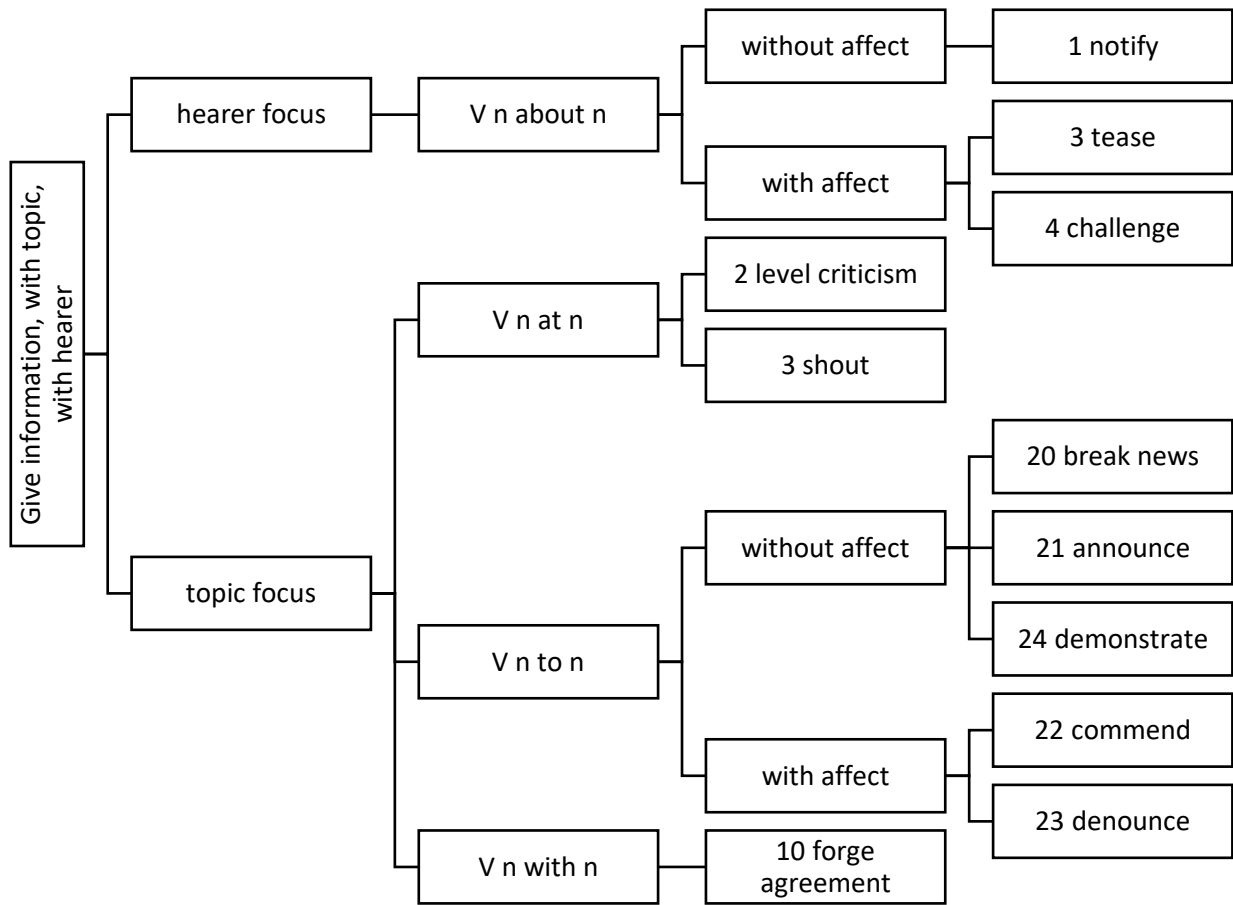 Give information, with topic,
with hearer
hearer focus
V n about n
without affect
1 notify
with affect
3 tease
4 challenge
topic focus
V n at n
2 level criticism
3 shout
V n to n
without affect
20 break news
21 announce
24 demonstrate
with affect
22 commend
23 denounce
V n with n
10 forge
agreement